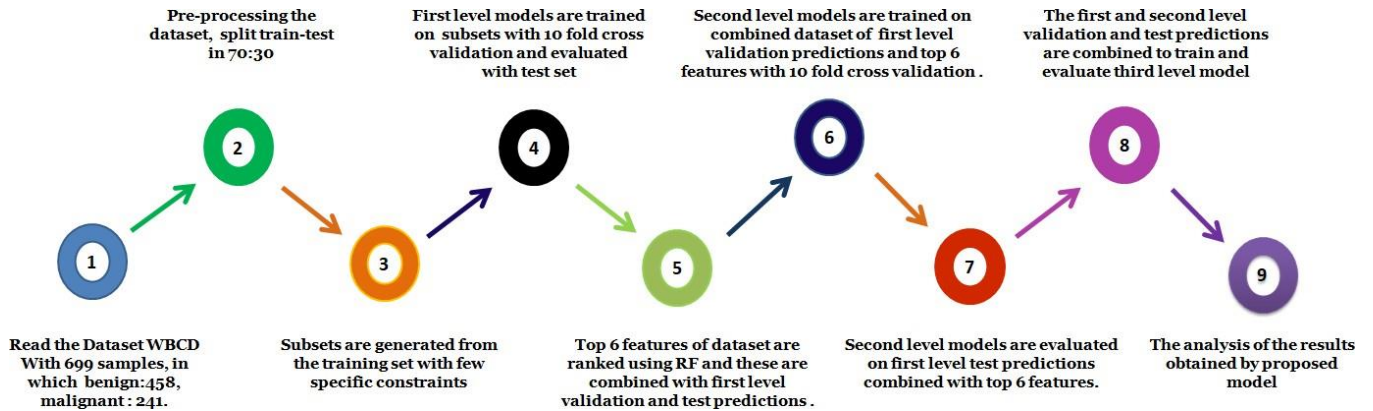 Pre-processing the
dataset, split train-test
in 70:30
First level models are trained
on subsets with 10 fold cross
validation and evaluated
with test set
Second level models are trained on
combined dataset of first level
validation predictions and top 6
features with 10 fold cross validation .
The first and second level
validation and test predictions
are combined to train and
evaluate third level model
2
4
6
8
1
3
5
7
9
Read the Dataset WBCD
With 699 samples, in
which benign:458,
malignant : 241.
Subsets are generated from
the training set with few
specific constraints
Top 6 features of dataset are
ranked using RF and these are
combined with first level
validation and test predictions .
Second level models are evaluated
on first level test predictions
combined with top 6 features.
The analysis of the results
obtained by proposed
model